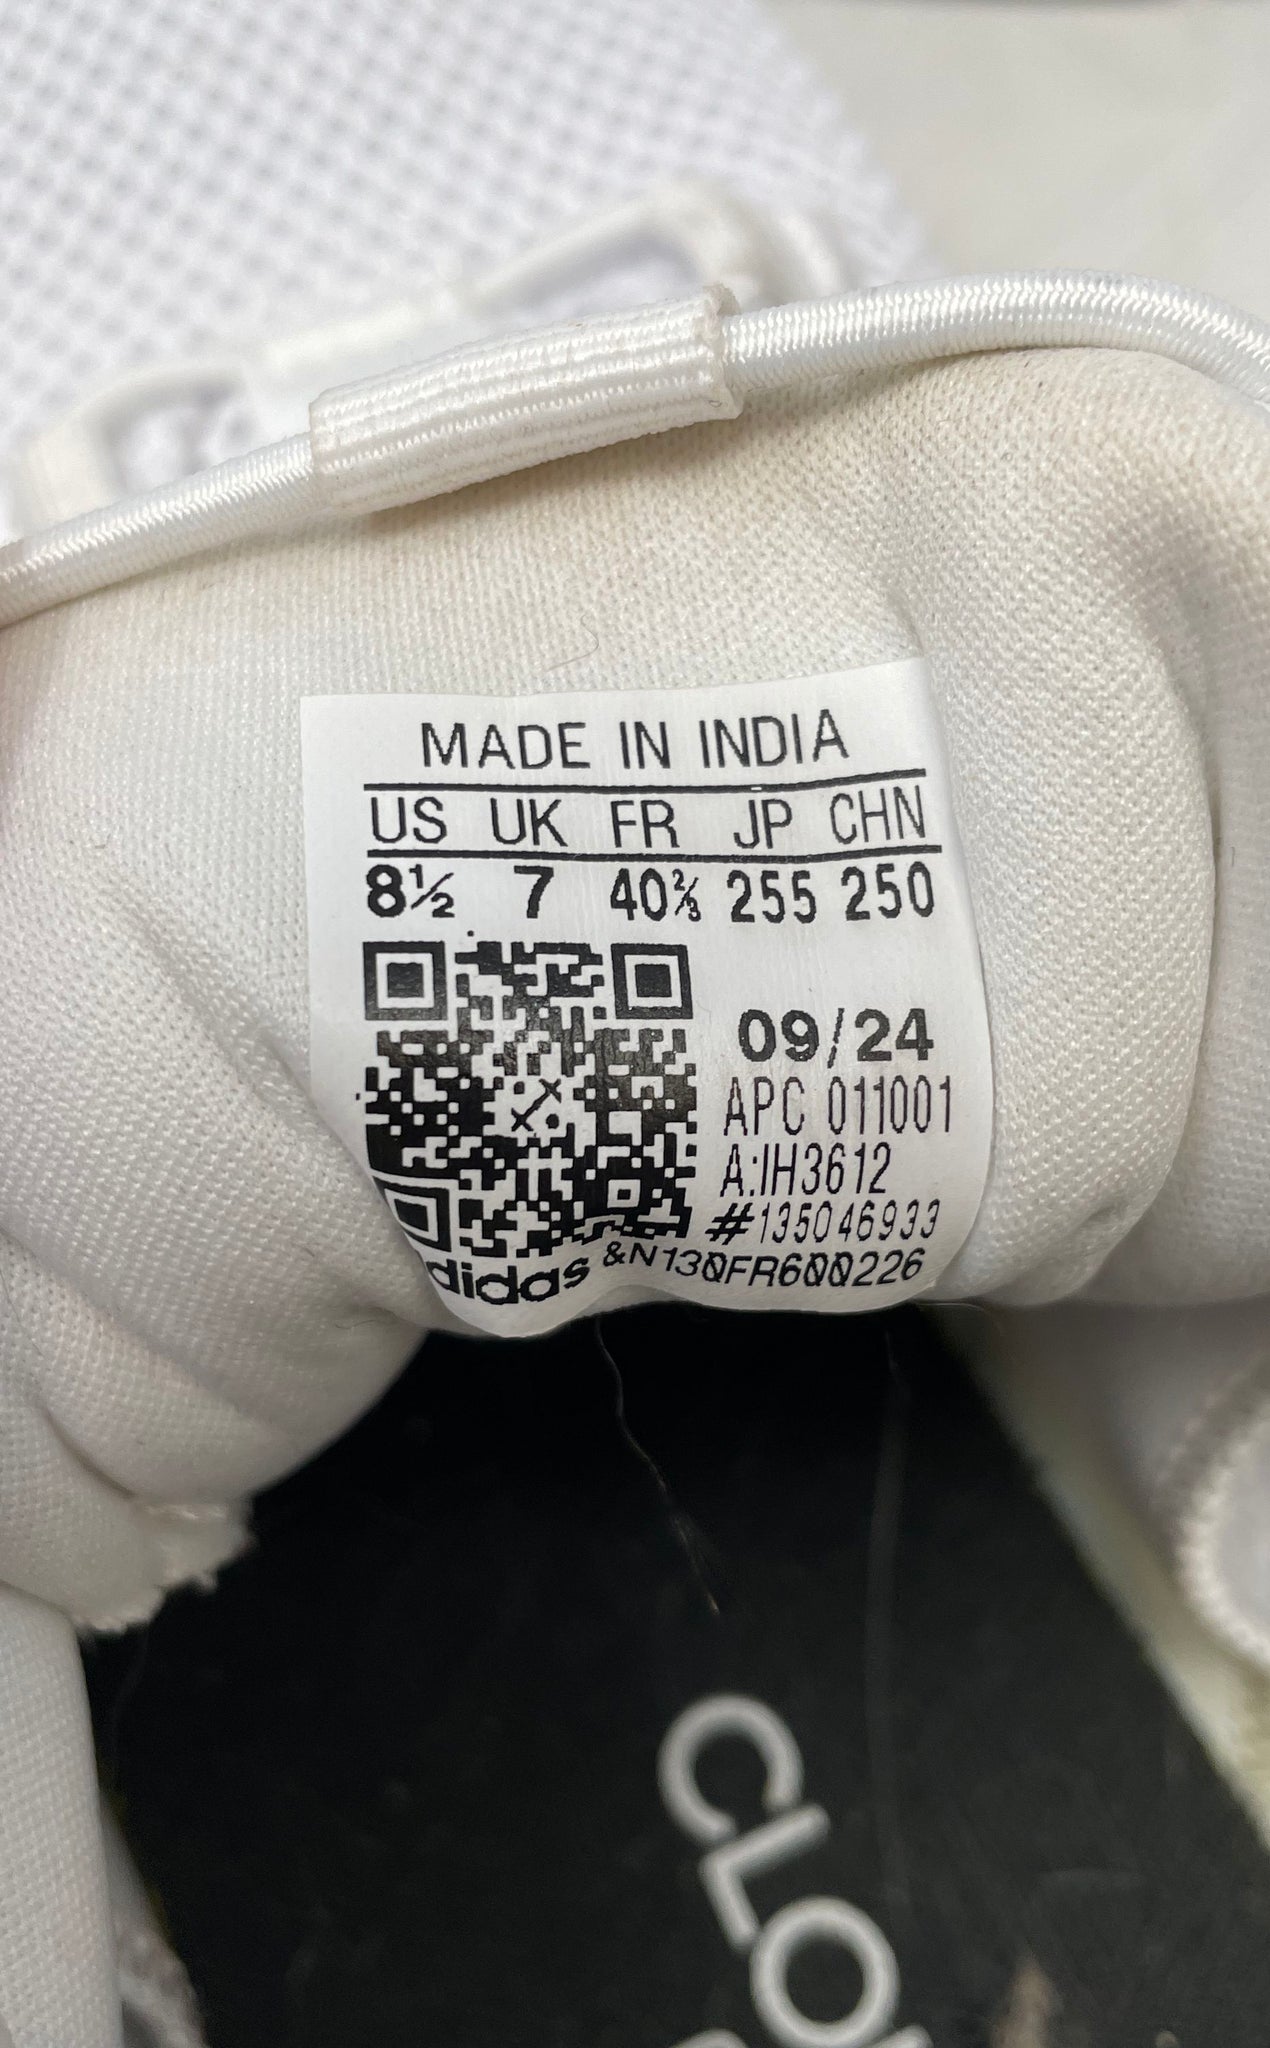 MADE IN INDIA
US UK FR JP CHN
8½ 7 40⅔ 255 250
09/24
APC 011001
A:IH3612
#135046933
adidas &N130FR600226